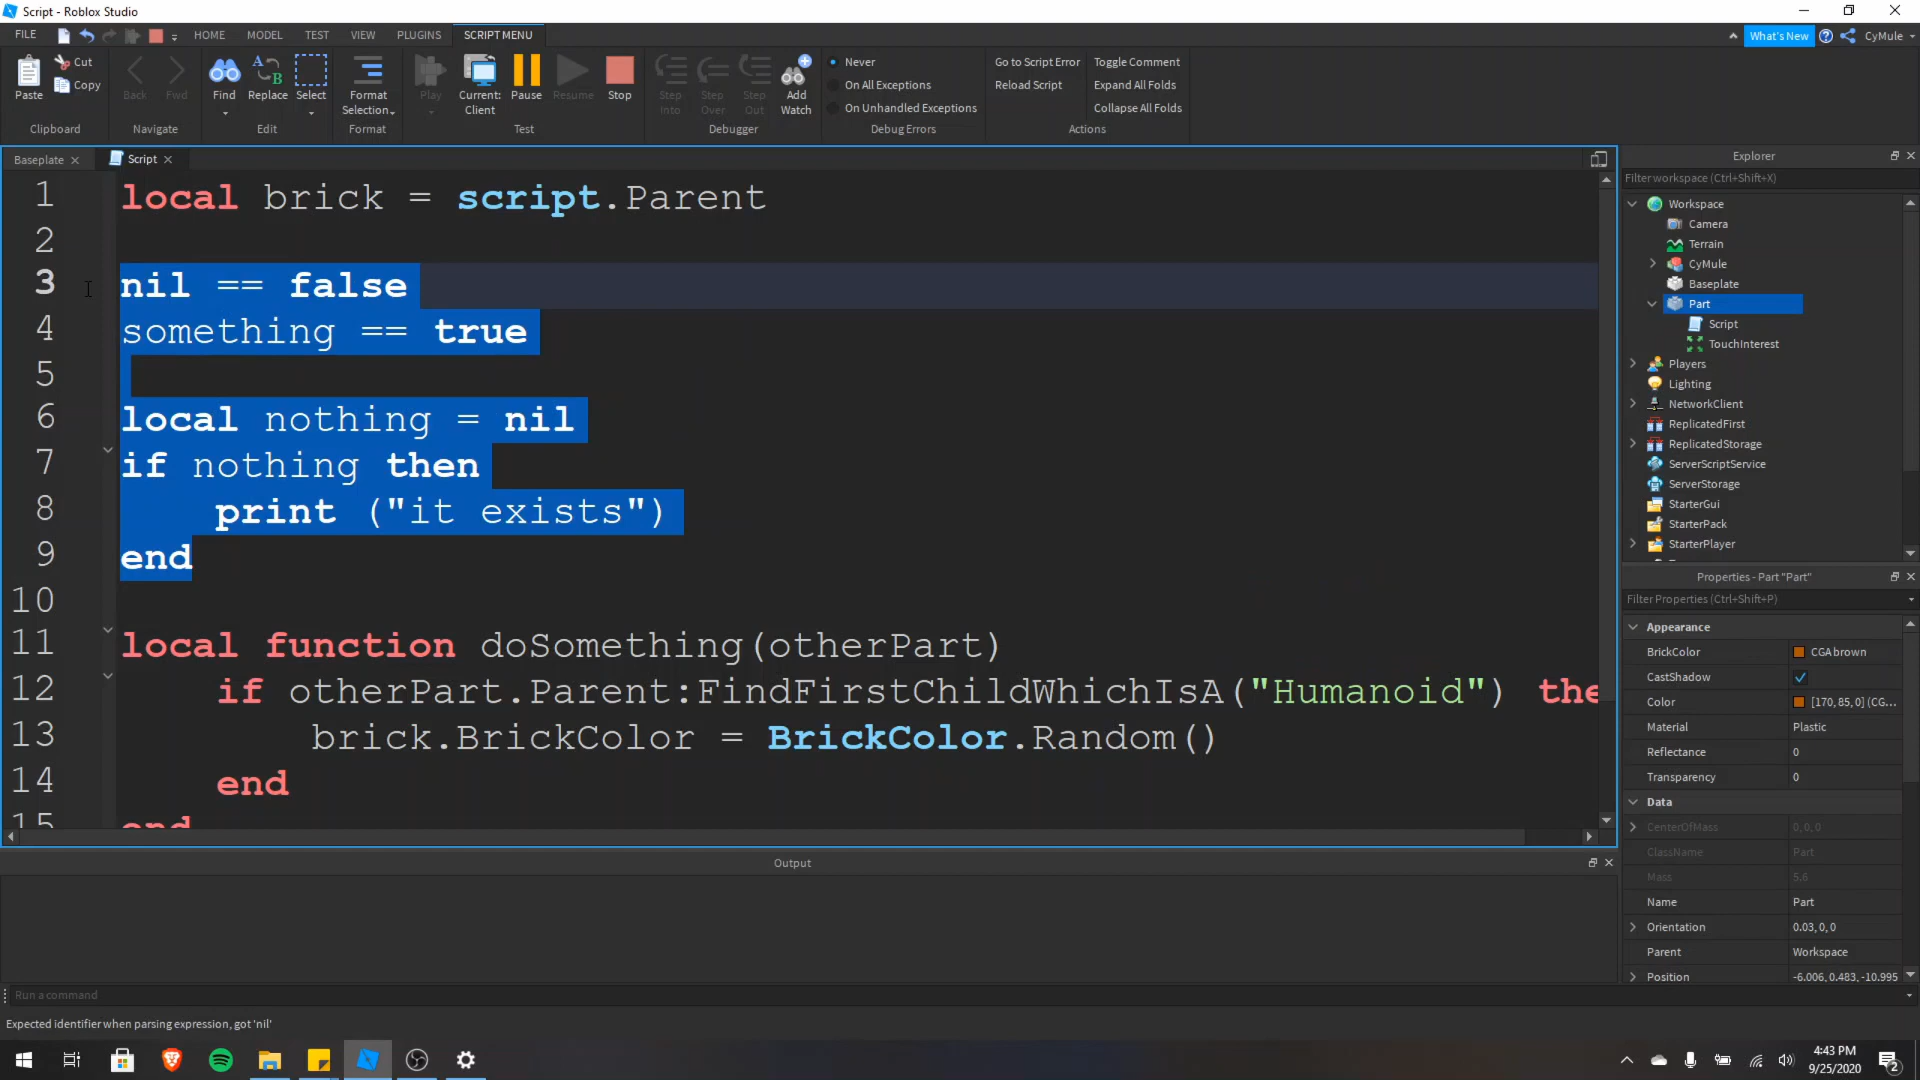 Script - Roblox Studio
FILE HOME MODEL TEST VIEW PLUGINS SCRIPT MENU What's New CyMule
Paste Cut Copy Clipboard
Back Fwd Navigate
Find Replace Select Edit
Format Selection Format
Play Current: Client Pause Resume Stop Test
Step Into Step Over Step Out Add Watch Debugger
Never
On All Exceptions
On Unhandled Exceptions
Debug Errors
Go to Script Error Toggle Comment
Reload Script Expand All Folds
Collapse All Folds
Actions
Baseplate Script
1 local brick = script.Parent
2
3 nil == false
4 something == true
5
6 local nothing = nil
7 if nothing then
8 print ("it exists")
9 end
10
11 local function doSomething(otherPart)
12 if otherPart.Parent:FindFirstChildWhichIsA("Humanoid") the
13 brick.BrickColor = BrickColor.Random()
14 end
15 end
Output
Run a command
Expected identifier when parsing expression, got 'nil'
Explorer
Filter workspace (Ctrl+Shift+X)
Workspace
Camera
Terrain
CyMule
Baseplate
Part
Script
TouchInterest
Players
Lighting
NetworkClient
ReplicatedFirst
ReplicatedStorage
ServerScriptService
ServerStorage
StarterGui
StarterPack
StarterPlayer
Properties - Part "Part"
Filter Properties (Ctrl+Shift+P)
Appearance
BrickColor CGA brown
CastShadow
Color [170, 85, 0] (CG...
Material Plastic
Reflectance 0
Transparency 0
Data
CenterOfMass 0, 0, 0
ClassName Part
Mass 5.6
Name Part
Orientation 0.03, 0, 0
Parent Workspace
Position -6.006, 0.483, -10.995
4:43 PM
9/25/2020
2